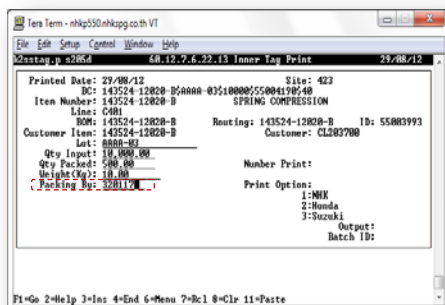 Tera Term - nhkp550.nhkspg.co.th VT
File Edit Setup Control Window Help
k2sstag.p s205d 60.12.7.6.22.13 Inner Tag Print 29/08/12
Printed Date: 29/08/12 Site: 423
BC: 143524-12020-B$AAAA-03$10000$55004190$40
Item Number: 143524-12020-B SPRING COMPRESSION
Line: C401
BOM: 143524-12020-B Routing: 143524-12020-B ID: 55003993
Customer Item: 143524-12020-B Customer: CL203700
Lot: AAAA-03
Qty Input: 10,000.00
Qty Packed: 500.00 Number Print:
Weight(Kg): 10.00
Packing By: 320117 Print Option:
1:NHK
2:Honda
3:Suzuki
Output:
Batch ID:
F1=Go 2=Help 3=Ins 4=End 6=Menu 7=Rcl 8=Clr 11=Paste